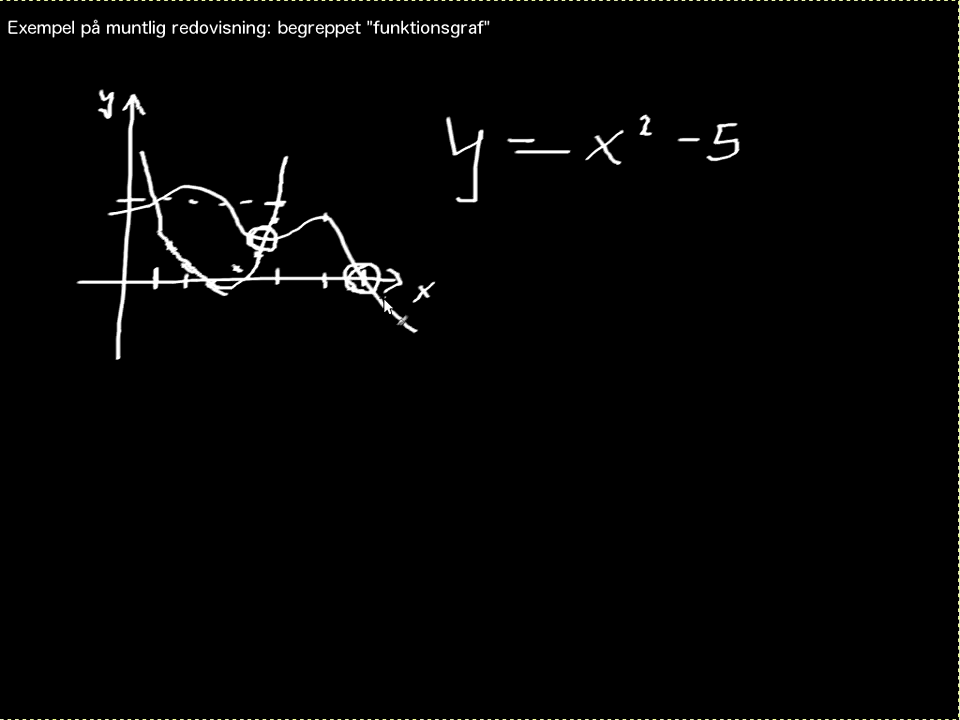 Exempel på muntlig redovisning: begreppet "funktionsgraf"
y
y = x² - 5
x